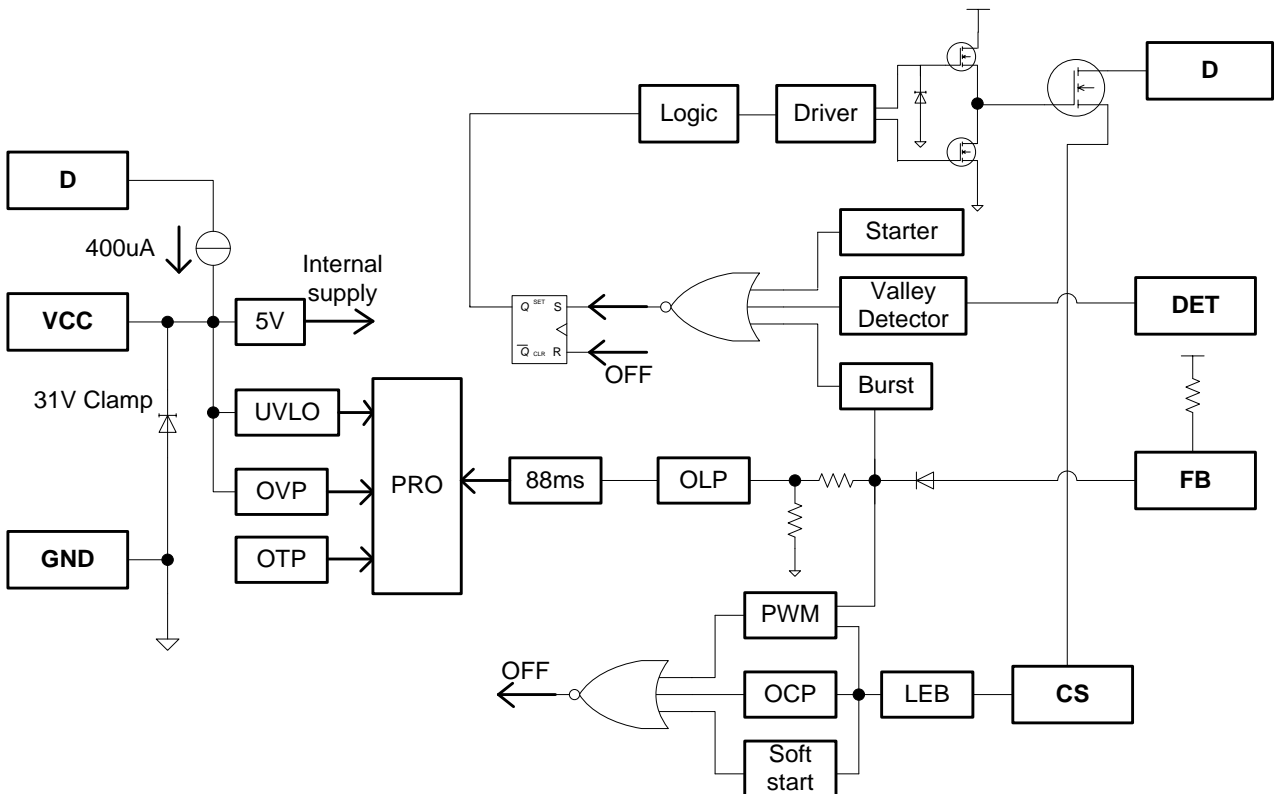 D
Logic
Driver
D
400uA
Internal
supply
Starter
VCC
5V
Q SET S
Q CLR R
OFF
Valley
Detector
DET
31V Clamp
UVLO
Burst
PRO
OVP
88ms
OLP
FB
GND
OTP
PWM
OFF
OCP
LEB
CS
Soft
start